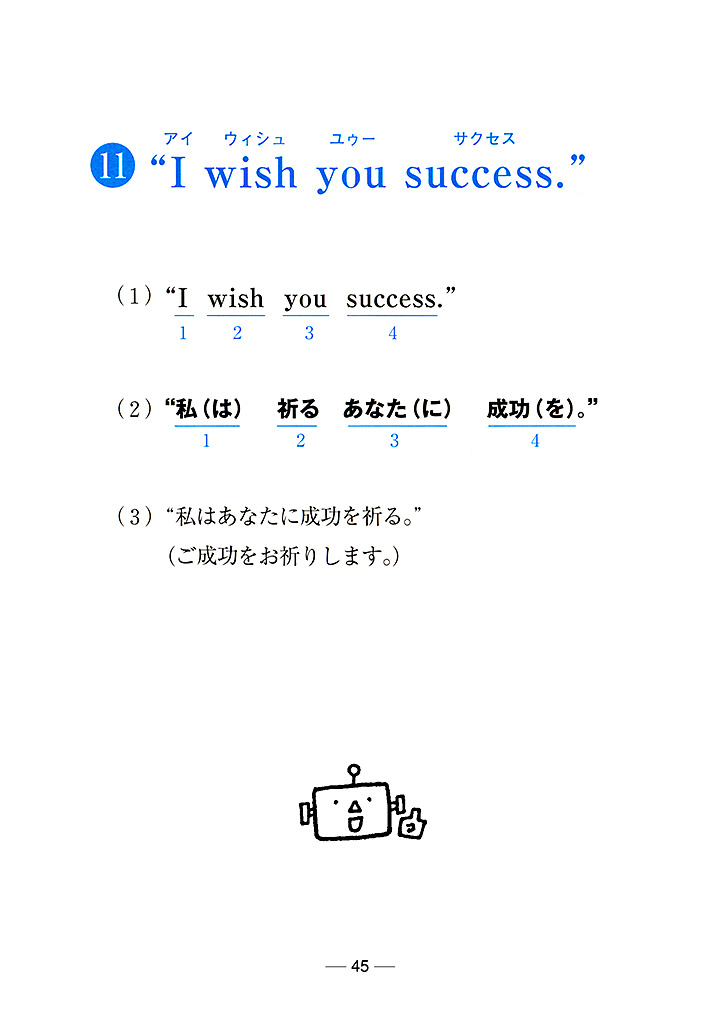 アイ ウィシュ ユゥー サクセス
11 “I wish you success.”
(1) “I wish you success.”
1 2 3 4
(2) “私(は) 祈る あなた(に) 成功(を)。”
1 2 3 4
(3) “私はあなたに成功を祈る。”
(ご成功をお祈りします。)
— 45 —